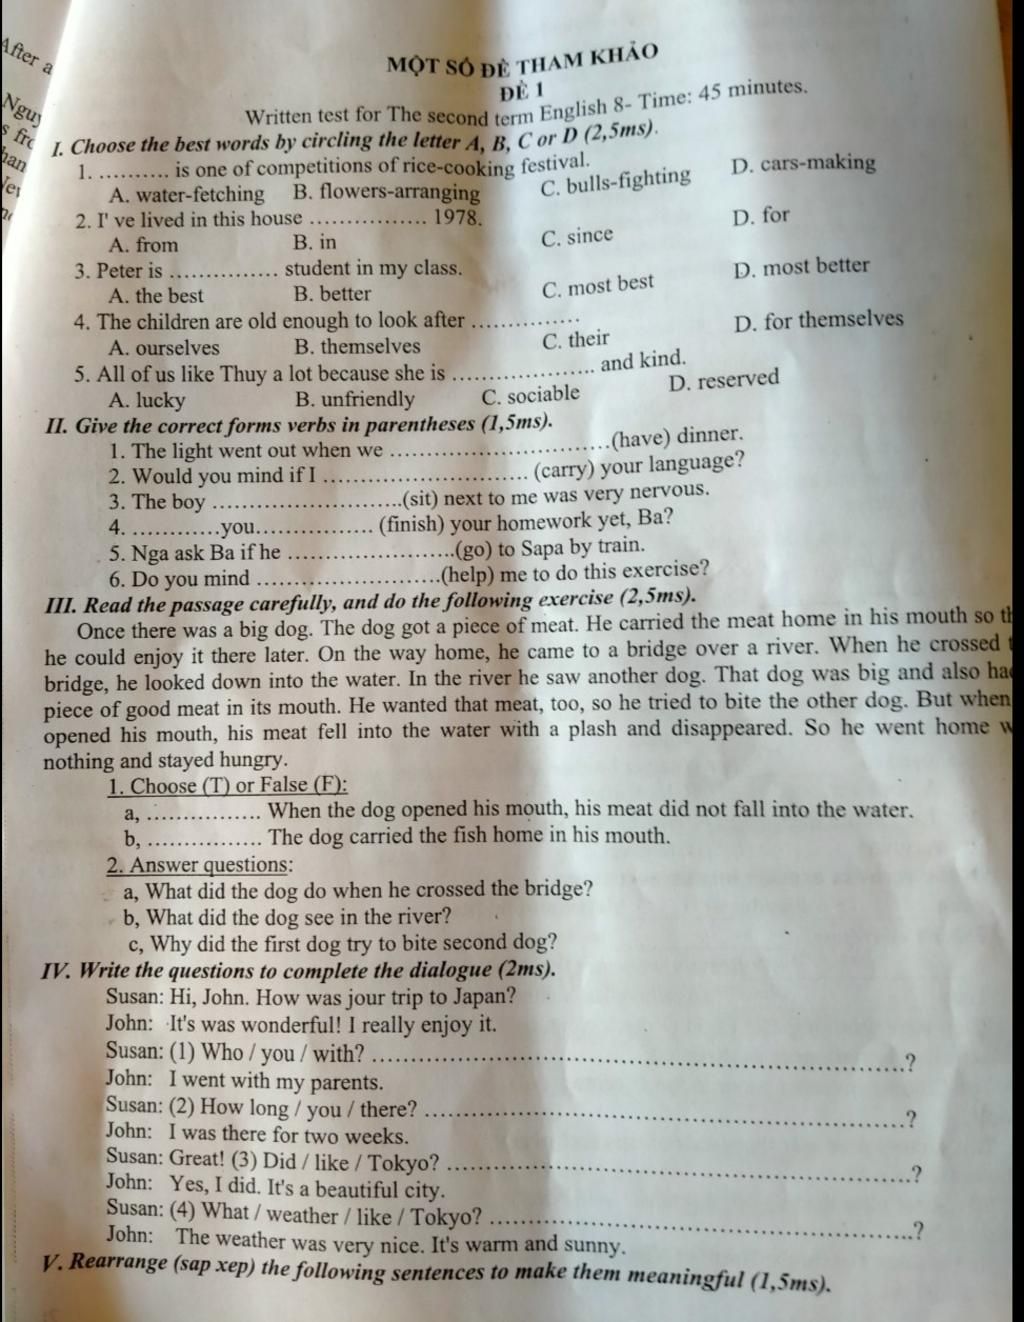 After a
MỘT SỐ ĐỀ THAM KHẢO
ĐỀ 1
Written test for The second term English 8- Time: 45 minutes.
I. Choose the best words by circling the letter A, B, C or D (2,5ms).
1. .......... is one of competitions of rice-cooking festival.
A. water-fetching B. flowers-arranging C. bulls-fighting D. cars-making
2. I' ve lived in this house ................ 1978.
A. from B. in C. since D. for
3. Peter is .............. student in my class.
A. the best B. better C. most best D. most better
4. The children are old enough to look after ..............
A. ourselves B. themselves C. their D. for themselves
5. All of us like Thuy a lot because she is .................... and kind.
A. lucky B. unfriendly C. sociable D. reserved
II. Give the correct forms verbs in parentheses (1,5ms).
1. The light went out when we ..............................(have) dinner.
2. Would you mind if I ............................ (carry) your language?
3. The boy ..........................(sit) next to me was very nervous.
4. ............you................ (finish) your homework yet, Ba?
5. Nga ask Ba if he .......................(go) to Sapa by train.
6. Do you mind .........................(help) me to do this exercise?
III. Read the passage carefully, and do the following exercise (2,5ms).
Once there was a big dog. The dog got a piece of meat. He carried the meat home in his mouth so
he could enjoy it there later. On the way home, he came to a bridge over a river. When he crossed
bridge, he looked down into the water. In the river he saw another dog. That dog was big and also
piece of good meat in its mouth. He wanted that meat, too, so he tried to bite the other dog. But when
opened his mouth, his meat fell into the water with a plash and disappeared. So he went home
nothing and stayed hungry.
1. Choose (T) or False (F):
a, ................ When the dog opened his mouth, his meat did not fall into the water.
b, ................ The dog carried the fish home in his mouth.
2. Answer questions:
a, What did the dog do when he crossed the bridge?
b, What did the dog see in the river?
c, Why did the first dog try to bite second dog?
IV. Write the questions to complete the dialogue (2ms).
Susan: Hi, John. How was jour trip to Japan?
John: It's was wonderful! I really enjoy it.
Susan: (1) Who / you / with? ......................................................................?
John: I went with my parents.
Susan: (2) How long / you / there? ...............................................................?
John: I was there for two weeks.
Susan: Great! (3) Did / like / Tokyo? .............................................................?
John: Yes, I did. It's a beautiful city.
Susan: (4) What / weather / like / Tokyo? .......................................................?
John: The weather was very nice. It's warm and sunny.
V. Rearrange (sap xep) the following sentences to make them meaningful (1,5ms).